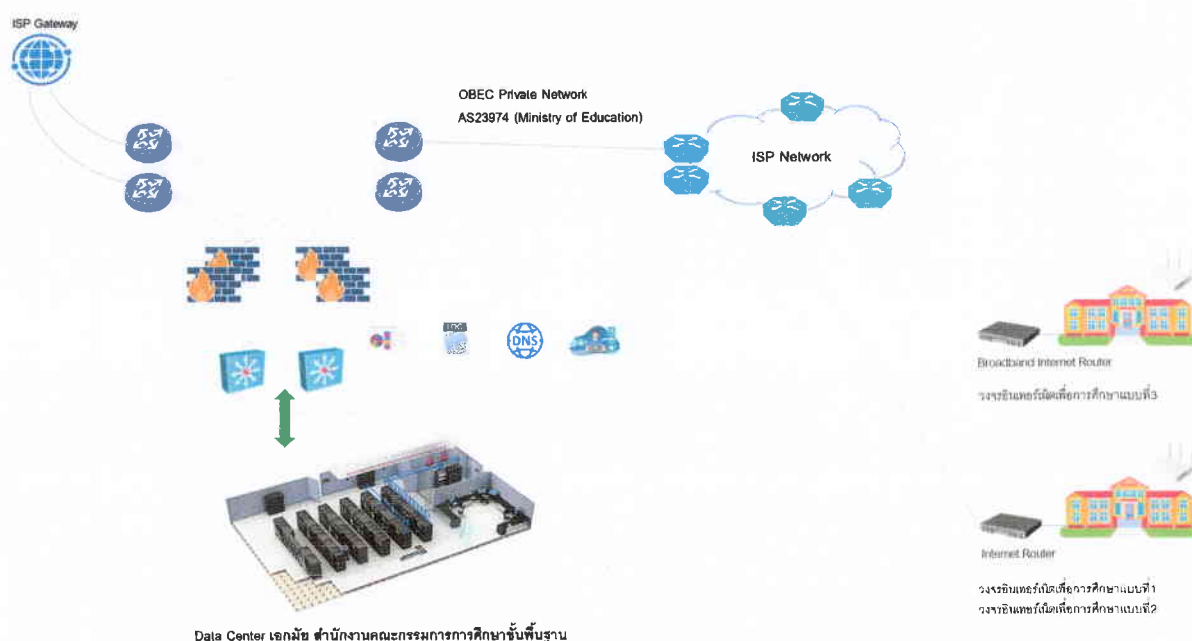 ISP Gateway
OBEC Private Network
AS23974 (Ministry of Education)
ISP Network
DNS
Broadband Internet Router
วงจรอินเทอร์เน็ตเพื่อการศึกษาแบบที่3
Internet Router
วงจรอินเทอร์เน็ตเพื่อการศึกษาแบบที่1
วงจรอินเทอร์เน็ตเพื่อการศึกษาแบบที่2
Data Center เอกมัย สำนักงานคณะกรรมการการศึกษาขั้นพื้นฐาน